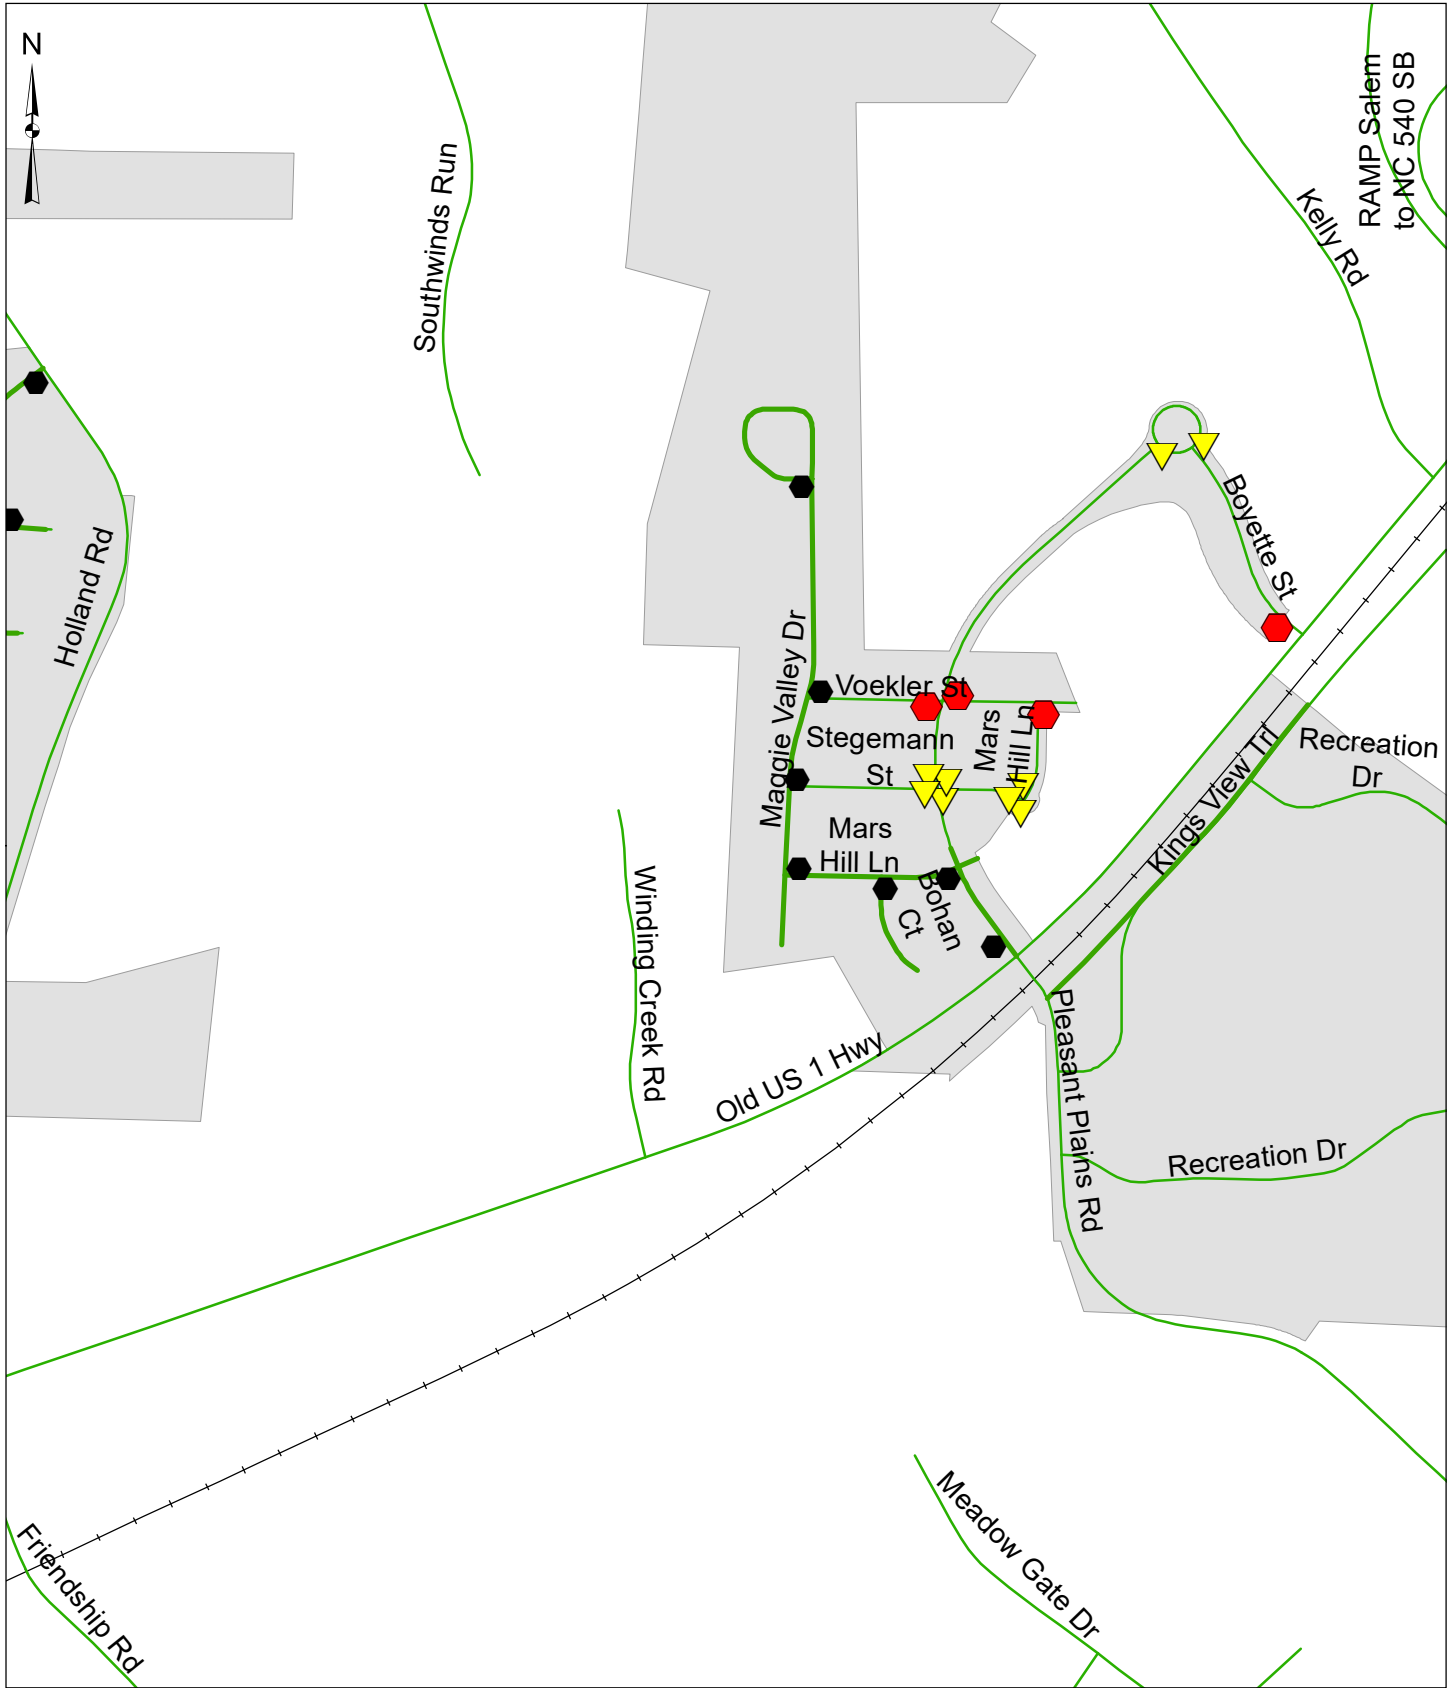 N
RAMP Salem
to NC 540 SB
Southwinds Run
Kelly Rd
Boyette St
Holland Rd
Maggie Valley Dr
Voekler St
Stegemann
St
Mars
Hill Ln
Recreation
Dr
Kings View Trl
Mars
Hill Ln
Bohan
Ct
Winding Creek Rd
Old US 1 Hwy
Pleasant Plains Rd
Recreation Dr
Meadow Gate Dr
Friendship Rd